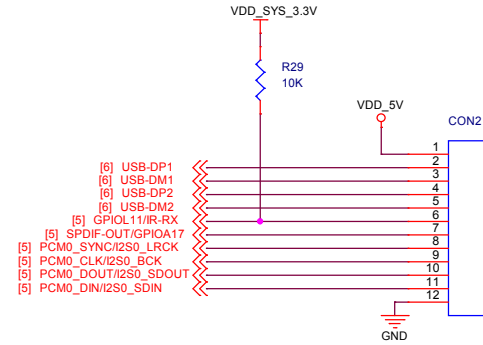 VDD_SYS_3.3V
R29
10K
VDD_5V
CON2
1
[6] USB-DP1 2
[6] USB-DM1 3
[6] USB-DP2 4
[6] USB-DM2 5
[5] GPIOL11/IR-RX 6
[5] SPDIF-OUT/GPIOA17 7
[5] PCM0_SYNC/I2S0_LRCK 8
[5] PCM0_CLK/I2S0_BCK 9
[5] PCM0_DOUT/I2S0_SDOUT 10
[5] PCM0_DIN/I2S0_SDIN 11
12
GND